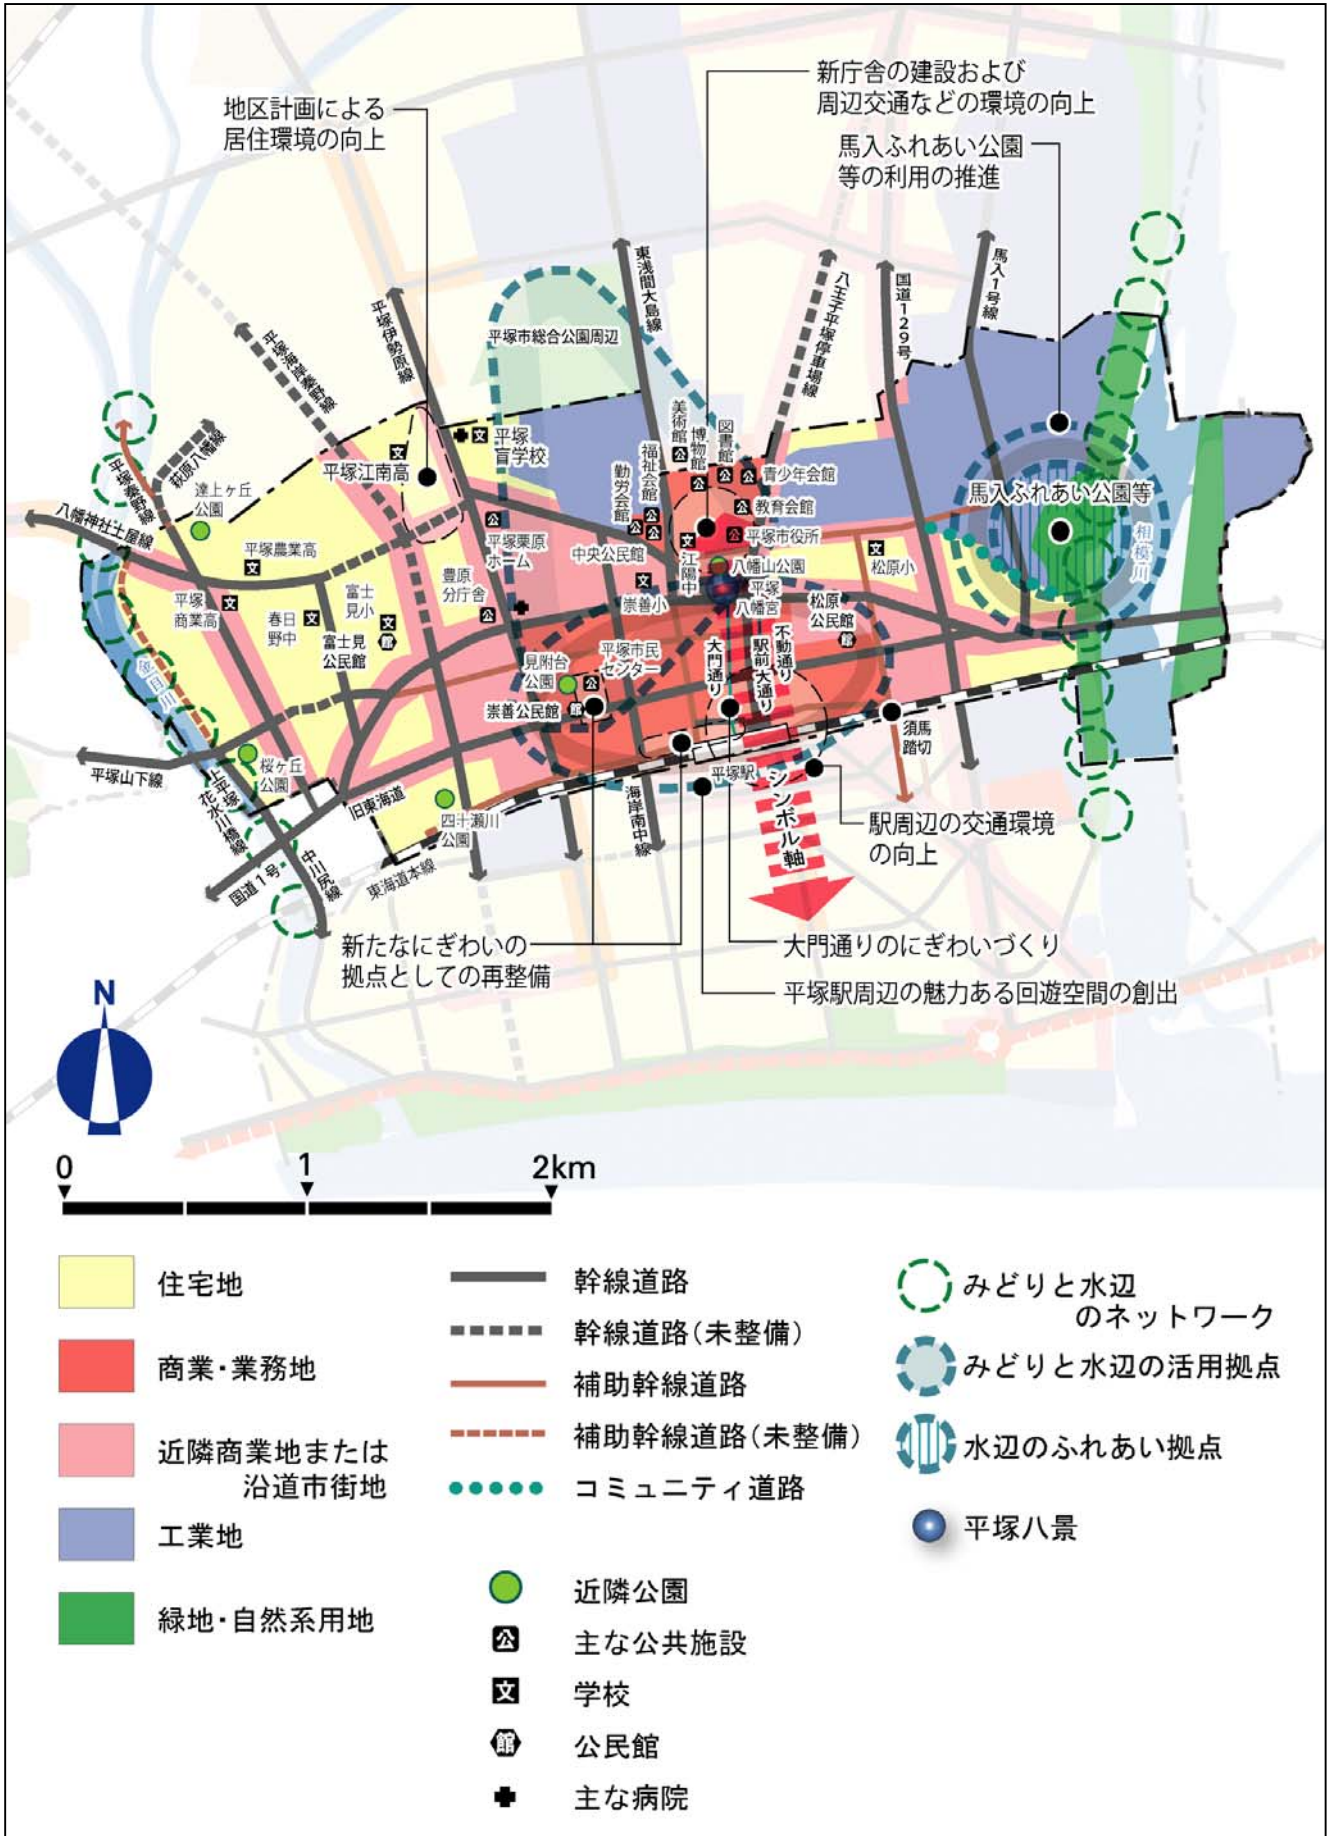 新庁舎の建設および
周辺交通などの環境の向上
地区計画による
居住環境の向上
馬入ふれあい公園
等の利用の推進
東浅間大島線
八王子平塚停車場線
国道129号
馬入1号線
平塚伊勢原線
平塚海岸秦野線
平塚市総合公園周辺
美術館
博物館
図書館
平塚
盲学校
福祉会館
勤労会館
青少年会館
教育会館
平塚江南高
萩原八幡線
平塚秦野線
達上ヶ丘
公園
八幡神社土屋線
平塚農業高
平塚栗原
ホーム
中央公民館
江陽中
平塚市役所
八幡山公園
松原小
馬入ふれあい公園等
相模川
平塚
商業高
春日
野中
富士
見小
富士見
公民館
豊原
分庁舎
崇善小
平塚
八幡宮
松原
公民館
金目川
見附台
公園
平塚市民
センター
大門通り
駅前大通り
不動通り
崇善公民館
須馬
踏切
平塚山下線
桜ヶ丘
公園
上平塚
花水川橋線
旧東海道
四十瀬川
公園
平塚駅
シンボル軸
海岸南中線
国道1号
中川尻線
東海道本線
駅周辺の交通環境
の向上
新たなにぎわいの
拠点としての再整備
大門通りのにぎわいづくり
平塚駅周辺の魅力ある回遊空間の創出
N
0 1 2km
住宅地
商業・業務地
近隣商業地または
沿道市街地
工業地
緑地・自然系用地
幹線道路
幹線道路(未整備)
補助幹線道路
補助幹線道路(未整備)
コミュニティ道路
近隣公園
公 主な公共施設
文 学校
館 公民館
主な病院
みどりと水辺
のネットワーク
みどりと水辺の活用拠点
水辺のふれあい拠点
平塚八景